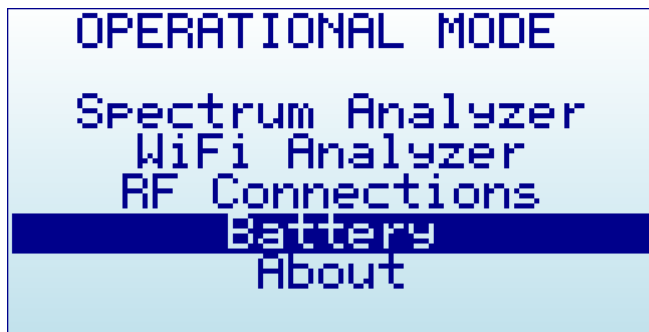 OPERATIONAL MODE
Spectrum Analyzer
WiFi Analyzer
RF Connections
Battery
About